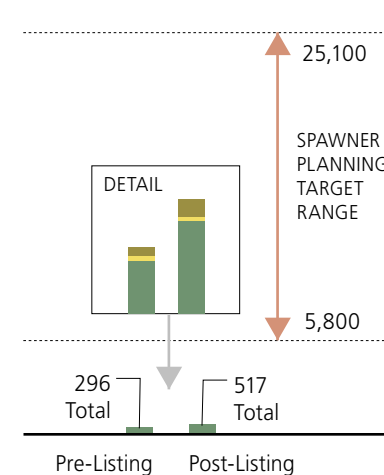 25,100
SPAWNER
PLANNING
TARGET
RANGE
DETAIL
5,800
296
Total
517
Total
Pre-Listing
Post-Listing